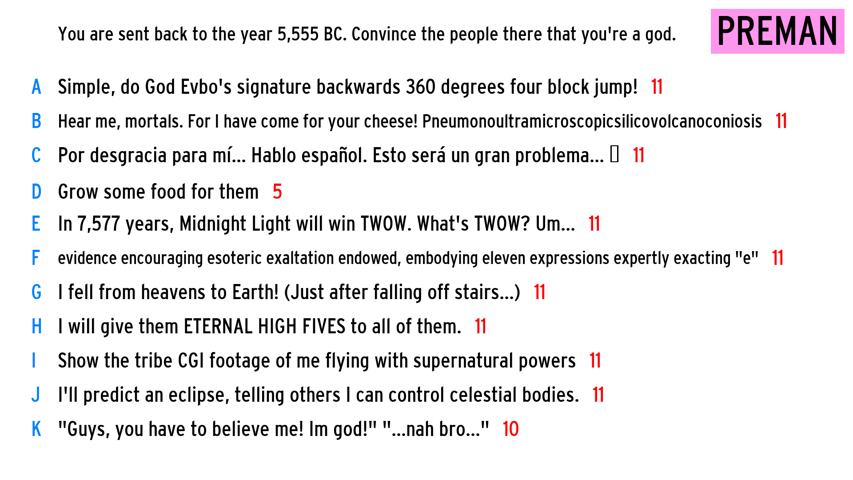 You are sent back to the year 5,555 BC. Convince the people there that you're a god.
PREMAN
A Simple, do God Evbo's signature backwards 360 degrees four block jump! 11
B Hear me, mortals. For I have come for your cheese! Pneumonoultramicroscopicsilicovolcanoconiosis 11
C Por desgracia para mí... Hablo español. Esto será un gran problema... ▯ 11
D Grow some food for them 5
E In 7,577 years, Midnight Light will win TWOW. What's TWOW? Um... 11
F evidence encouraging esoteric exaltation endowed, embodying eleven expressions expertly exacting "e" 11
G I fell from heavens to Earth! (Just after falling off stairs...) 11
H I will give them ETERNAL HIGH FIVES to all of them. 11
I Show the tribe CGI footage of me flying with supernatural powers 11
J I'll predict an eclipse, telling others I can control celestial bodies. 11
K "Guys, you have to believe me! Im god!" "...nah bro..." 10